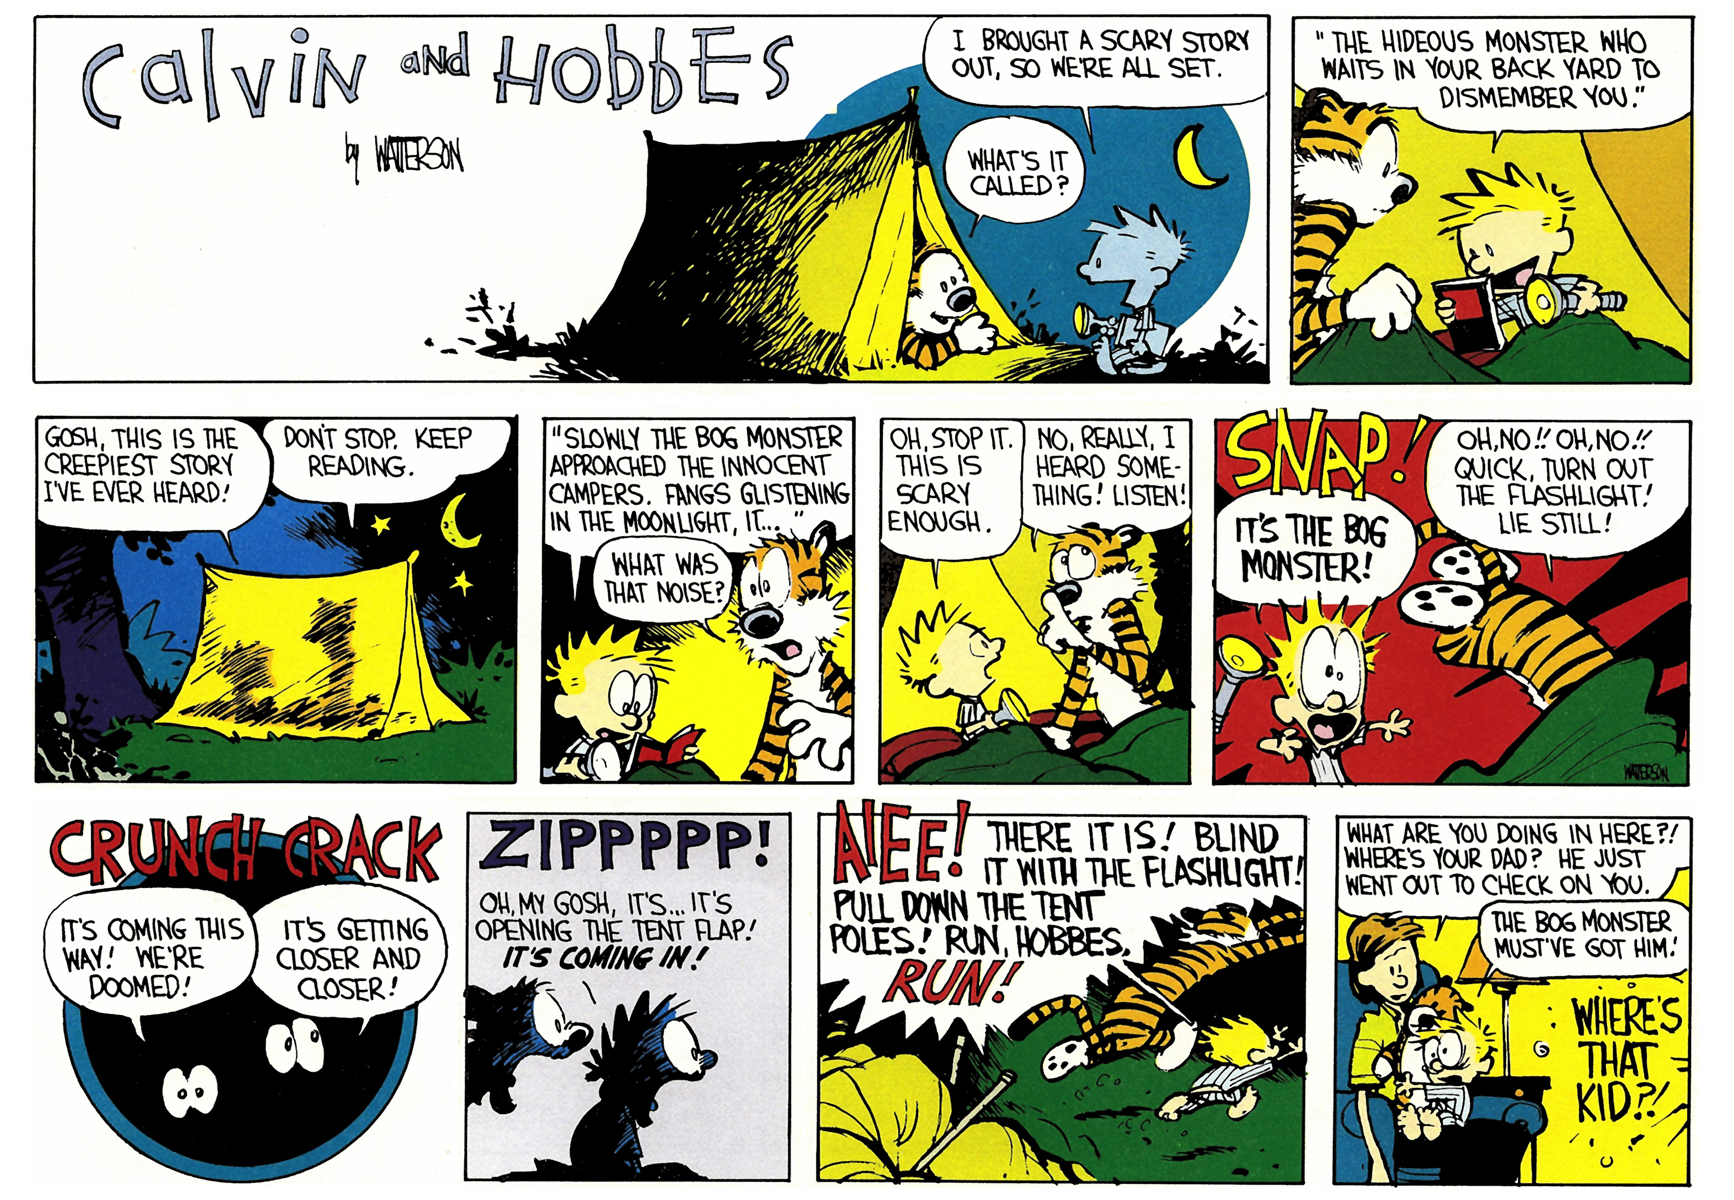 Calvin and Hobbes
by WATTERSON
I BROUGHT A SCARY STORY
OUT, SO WE'RE ALL SET.
WHAT'S IT
CALLED?
"THE HIDEOUS MONSTER WHO
WAITS IN YOUR BACK YARD TO
DISMEMBER YOU."
GOSH, THIS IS THE
CREEPIEST STORY
I'VE EVER HEARD!
DON'T STOP. KEEP
READING.
"SLOWLY THE BOG MONSTER
APPROACHED THE INNOCENT
CAMPERS. FANGS GLISTENING
IN THE MOONLIGHT, IT... "
WHAT WAS
THAT NOISE?
OH, STOP IT.
THIS IS
SCARY
ENOUGH.
NO, REALLY, I
HEARD SOME-
THING! LISTEN!
SNAP!
IT'S THE BOG
MONSTER!
OH, NO!! OH, NO!!
QUICK, TURN OUT
THE FLASHLIGHT!
LIE STILL!
WATTERSON
CRUNCH CRACK
IT'S COMING THIS
WAY! WE'RE
DOOMED!
IT'S GETTING
CLOSER AND
CLOSER!
ZIPPPPP!
OH, MY GOSH, IT'S... IT'S
OPENING THE TENT FLAP!
IT'S COMING IN!
AIEE! THERE IT IS! BLIND
IT WITH THE FLASHLIGHT!
PULL DOWN THE TENT
POLES! RUN, HOBBES,
RUN!
WHAT ARE YOU DOING IN HERE?!
WHERE'S YOUR DAD? HE JUST
WENT OUT TO CHECK ON YOU.
THE BOG MONSTER
MUST'VE GOT HIM!
WHERE'S
THAT
KID?!